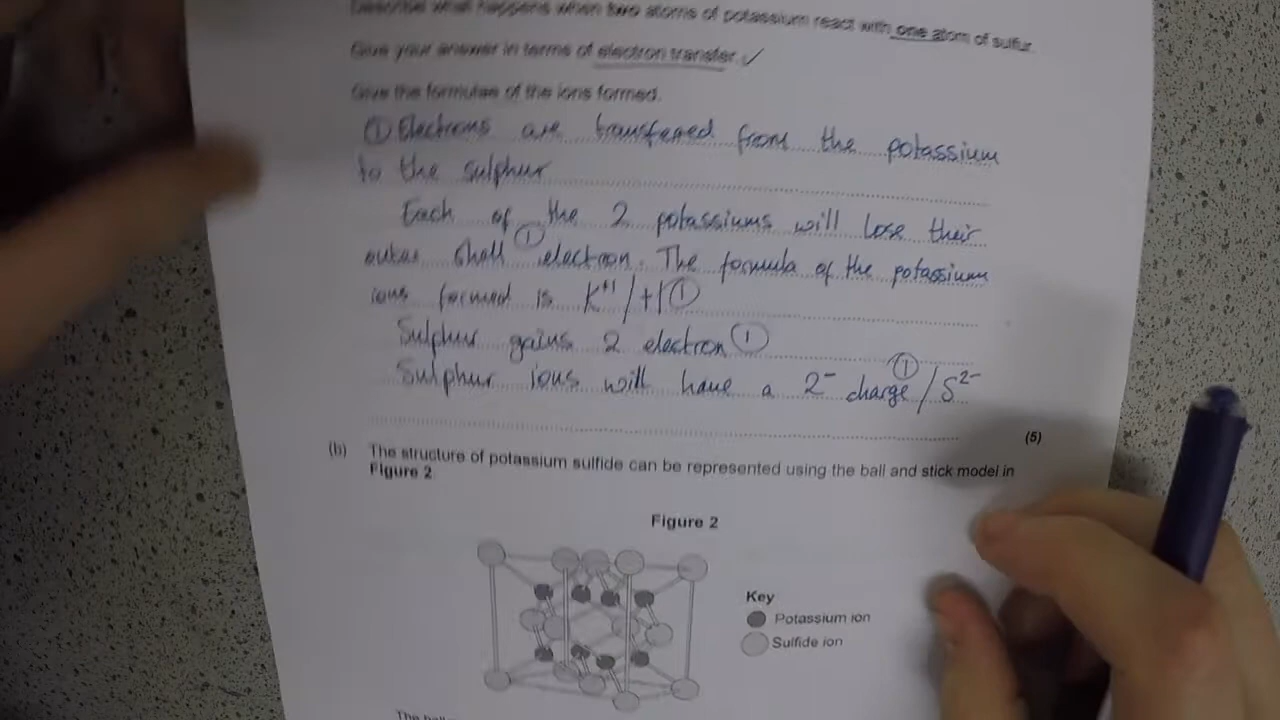 Describe what happens when two atoms of potassium react with one atom of sulfur.
Give your answer in terms of electron transfer. ✓
Give the formulae of the ions formed.
① Electrons are transferred from the potassium
to the sulphur
Each of the 2 potassiums will lose their
outer shell ① electron. The formula of the potassium
ions formed is K⁺¹/+1 ①
Sulphur gains 2 electron ①
Sulphur ions will have a 2⁻ charge ① / S²⁻
(5)
(b) The structure of potassium sulfide can be represented using the ball and stick model in
Figure 2
Figure 2
Key
Potassium ion
Sulfide ion
The ball